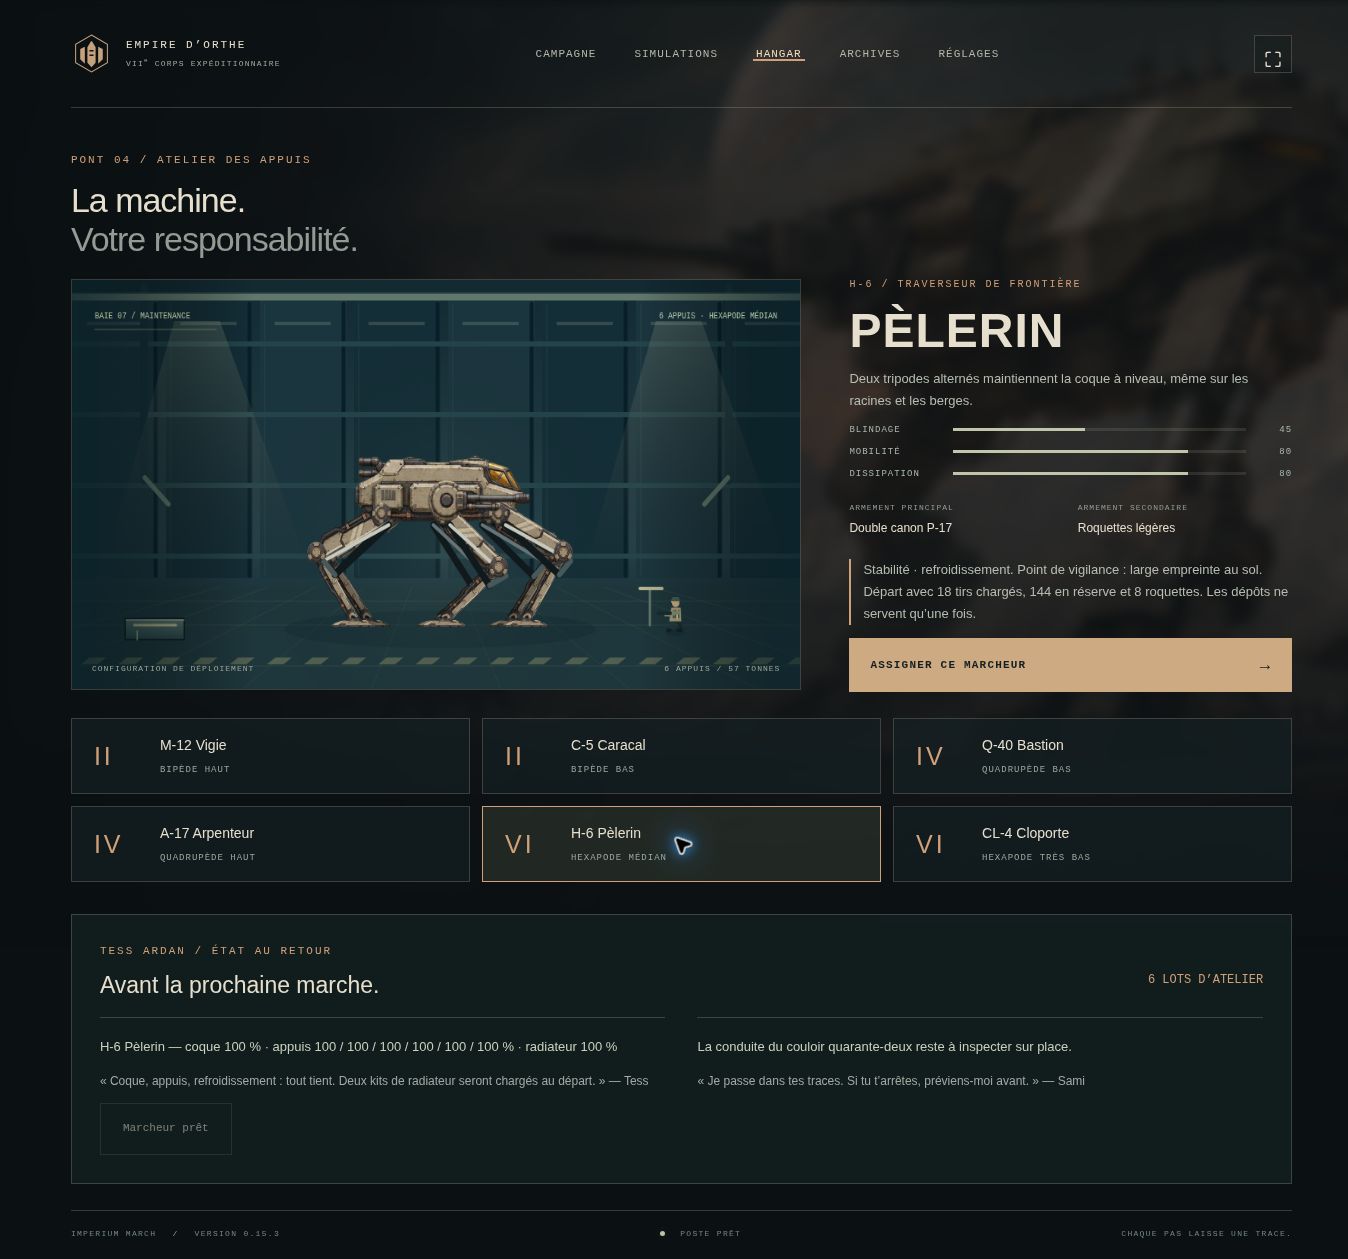 EMPIRE D’ORTHE
VIIᵉ CORPS EXPÉDITIONNAIRE
CAMPAGNE
SIMULATIONS
HANGAR
ARCHIVES
RÉGLAGES
PONT 04 / ATELIER DES APPUIS
La machine.
Votre responsabilité.
BAIE 07 / MAINTENANCE
6 APPUIS · HEXAPODE MÉDIAN
CONFIGURATION DE DÉPLOIEMENT
6 APPUIS / 57 TONNES
H-6 / TRAVERSEUR DE FRONTIÈRE
PÈLERIN
Deux tripodes alternés maintiennent la coque à niveau, même sur les
racines et les berges.
BLINDAGE 45
MOBILITÉ 80
DISSIPATION 80
ARMEMENT PRINCIPAL
Double canon P-17
ARMEMENT SECONDAIRE
Roquettes légères
Stabilité · refroidissement. Point de vigilance : large empreinte au sol.
Départ avec 18 tirs chargés, 144 en réserve et 8 roquettes. Les dépôts ne
servent qu’une fois.
ASSIGNER CE MARCHEUR →
II
M-12 Vigie
BIPÈDE HAUT
II
C-5 Caracal
BIPÈDE BAS
IV
Q-40 Bastion
QUADRUPÈDE BAS
IV
A-17 Arpenteur
QUADRUPÈDE HAUT
VI
H-6 Pèlerin
HEXAPODE MÉDIAN
VI
CL-4 Cloporte
HEXAPODE TRÈS BAS
TESS ARDAN / ÉTAT AU RETOUR
Avant la prochaine marche.
6 LOTS D’ATELIER
H-6 Pèlerin — coque 100 % · appuis 100 / 100 / 100 / 100 / 100 / 100 % · radiateur 100 %
« Coque, appuis, refroidissement : tout tient. Deux kits de radiateur seront chargés au départ. » — Tess
Marcheur prêt
La conduite du couloir quarante-deux reste à inspecter sur place.
« Je passe dans tes traces. Si tu t’arrêtes, préviens-moi avant. » — Sami
IMPERIUM MARCH / VERSION 0.15.3
POSTE PRÊT
CHAQUE PAS LAISSE UNE TRACE.